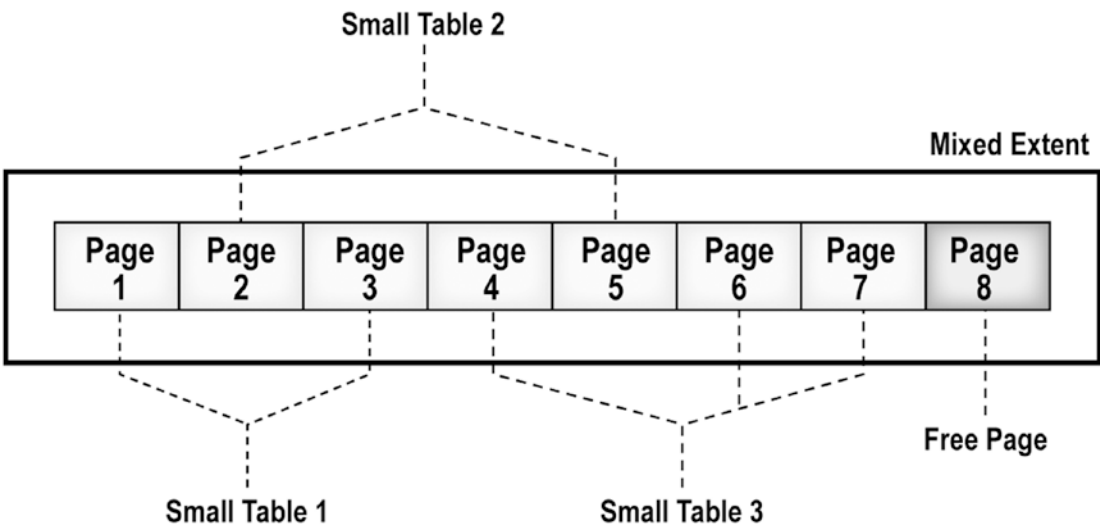 Small Table 2
Mixed Extent
Page
1
Page
2
Page
3
Page
4
Page
5
Page
6
Page
7
Page
8
Free Page
Small Table 1
Small Table 3